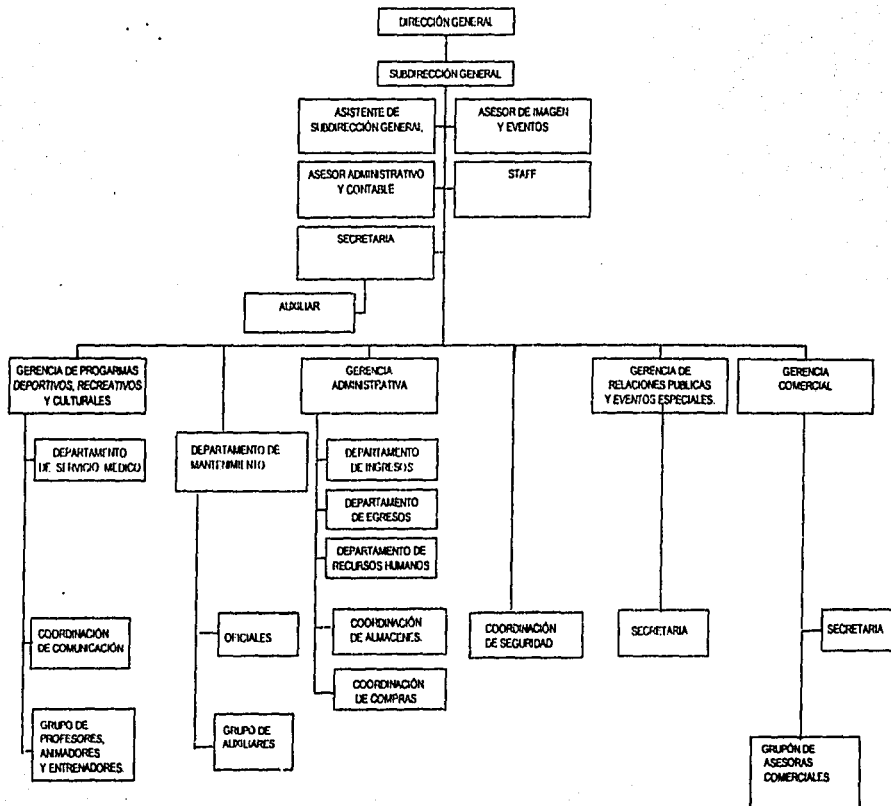 DIRECCIÓN GENERAL
SUBDIRECCIÓN GENERAL
ASISTENTE DE
SUBDIRECCIÓN GENERAL,
ASESOR DE IMAGEN
Y EVENTOS
ASESOR ADMINISTRATIVO
Y CONTABLE
STAFF
SECRETARIA
AUXILIAR
GERENCIA DE PROGARMAS
DEPORTIVOS, RECREATIVOS
Y CULTURALES
GERENCIA
ADMINISTRATIVA
GERENCIA DE
RELACIONES PUBLICAS
Y EVENTOS ESPECIALES.
GERENCIA
COMERCIAL
DEPARTAMENTO
DE SERVICIO MEDICO
DEPARTAMENTO DE
MANTENIMIENTO
DEPARTAMENTO
DE INGRESOS
DEPARTAMENTO
DE EGRESOS
DEPARTAMENTO DE
RECURSOS HUMANOS
COORDINACIÓN
DE COMUNICACIÓN
OFICIALES
COORDINACIÓN
DE ALMACENES.
COORDINACIÓN
DE SEGURIDAD
SECRETARIA
SECRETARIA
COORDINACIÓN
DE COMPRAS
GRUPO DE
PROFESORES,
ANIMADORES
Y ENTRENADORES.
GRUPO DE
AUXILIARES
GRUPÓN DE
ASESORAS
COMERCIALES